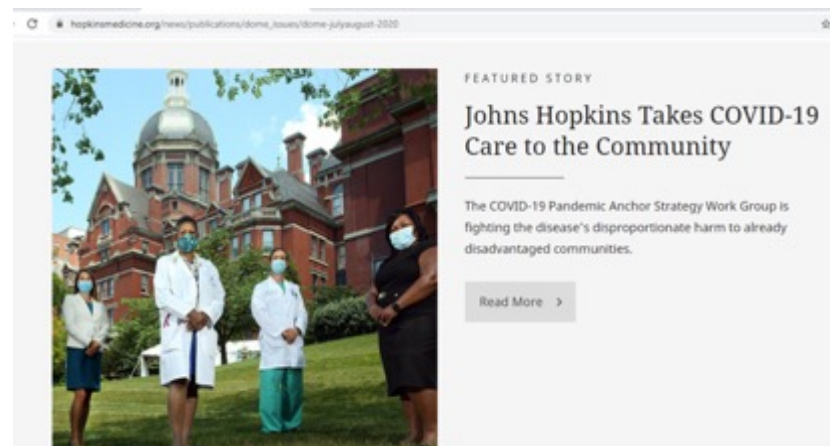 hopkinsmedicine.org/news/publications/dome_issues/dome-julyaugust-2020
FEATURED STORY
Johns Hopkins Takes COVID-19
Care to the Community
The COVID-19 Pandemic Anchor Strategy Work Group is
fighting the disease's disproportionate harm to already
disadvantaged communities.
Read More >